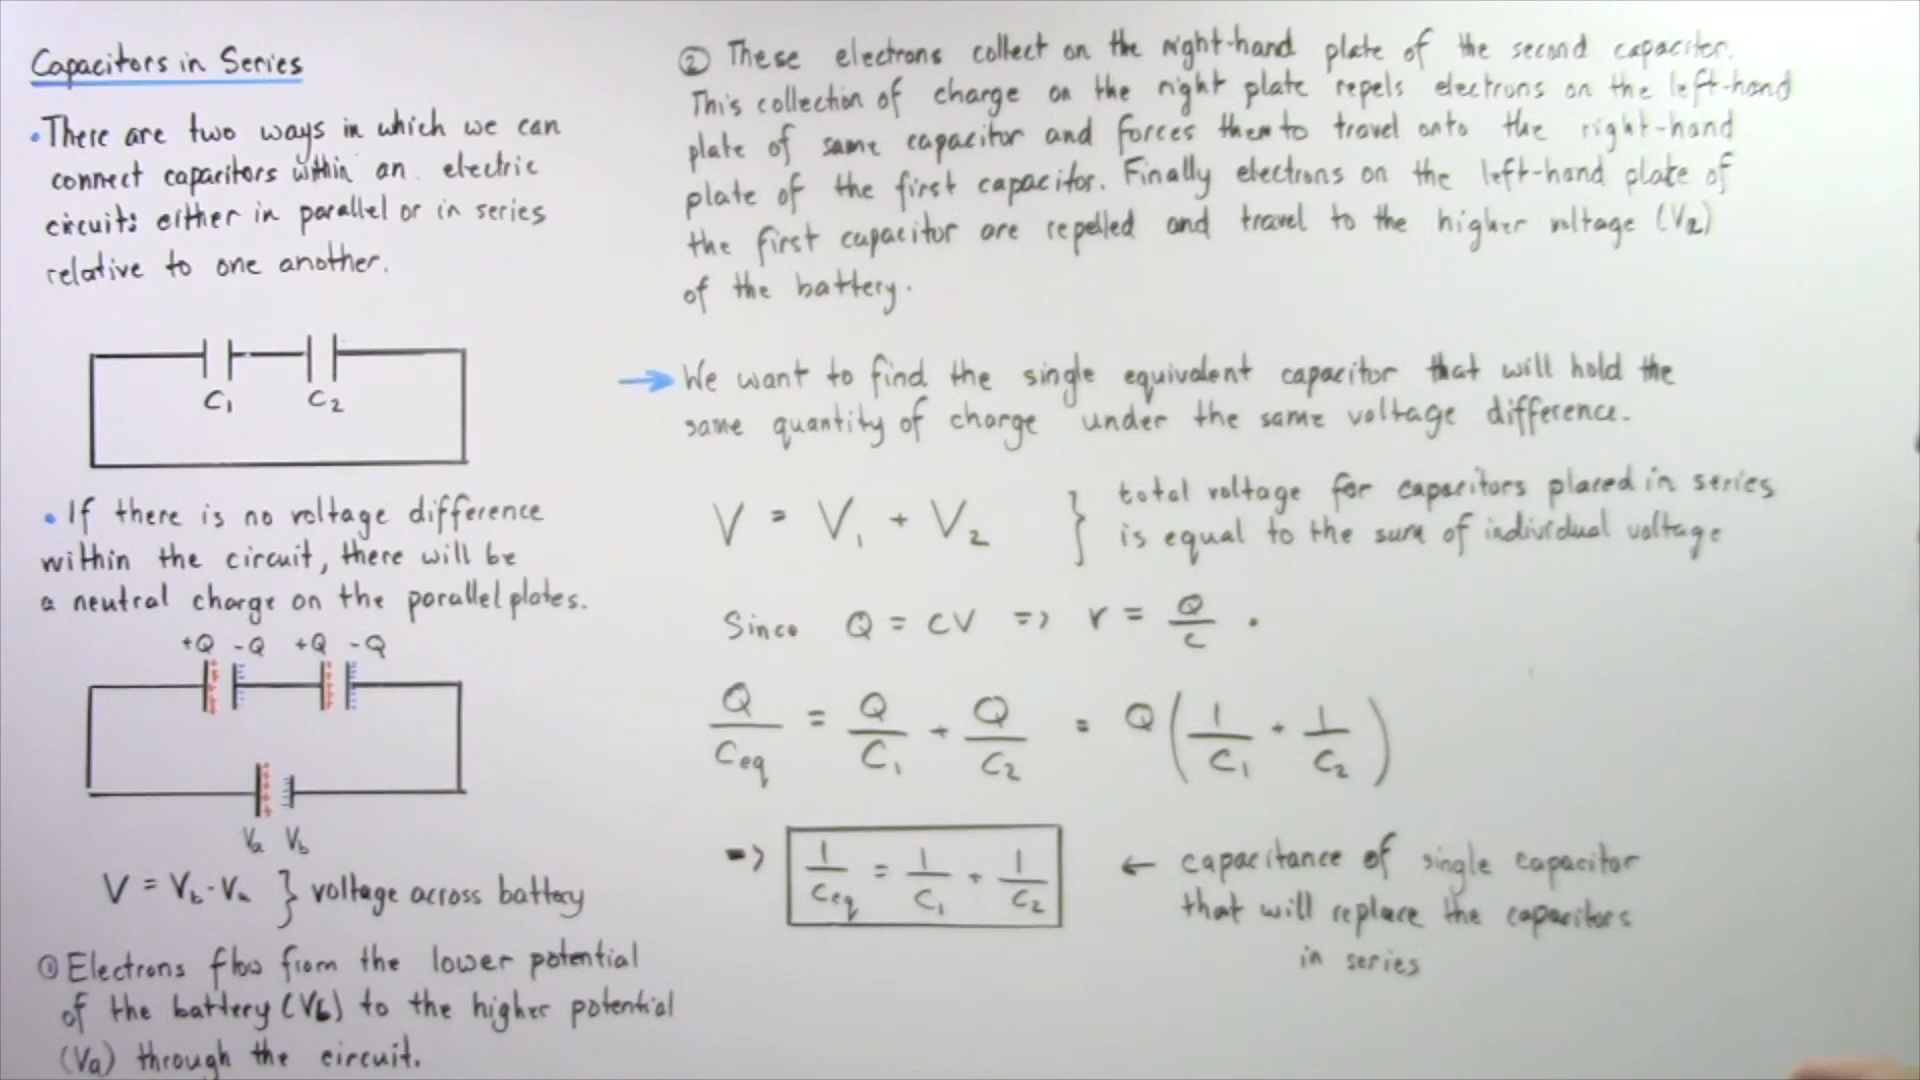 Capacitors in Series
• There are two ways in which we can
connect capacitors within an electric
circuit: either in parallel or in series
relative to one another.
C₁ C₂
• If there is no voltage difference
within the circuit, there will be
a neutral charge on the parallel plates.
+Q -Q +Q -Q
Va Vb
V = Vb - Va } voltage across battery
① Electrons flow from the lower potential
of the battery (Vb) to the higher potential
(Va) through the circuit.
② These electrons collect on the right-hand plate of the second capacitor.
This collection of charge on the right plate repels electrons on the left-hand
plate of same capacitor and forces them to travel onto the right-hand
plate of the first capacitor. Finally electrons on the left-hand plate of
the first capacitor are repelled and travel to the higher voltage (V2)
of the battery.
→ We want to find the single equivalent capacitor that will hold the
same quantity of charge under the same voltage difference.
V = V₁ + V₂ } total voltage for capacitors placed in series
is equal to the sum of individual voltage
Since Q = CV => V = Q/C .
Q/Ceq = Q/C₁ + Q/C₂ = Q(1/C₁ + 1/C₂)
=> 1/Ceq = 1/C₁ + 1/C₂ ← capacitance of single capacitor
that will replace the capacitors
in series